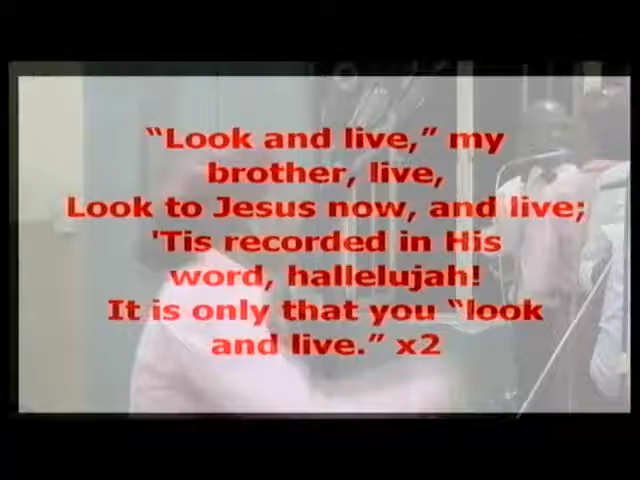 “Look and live,” my
brother, live,
Look to Jesus now, and live;
'Tis recorded in His
word, hallelujah!
It is only that you “look
and live.” x2